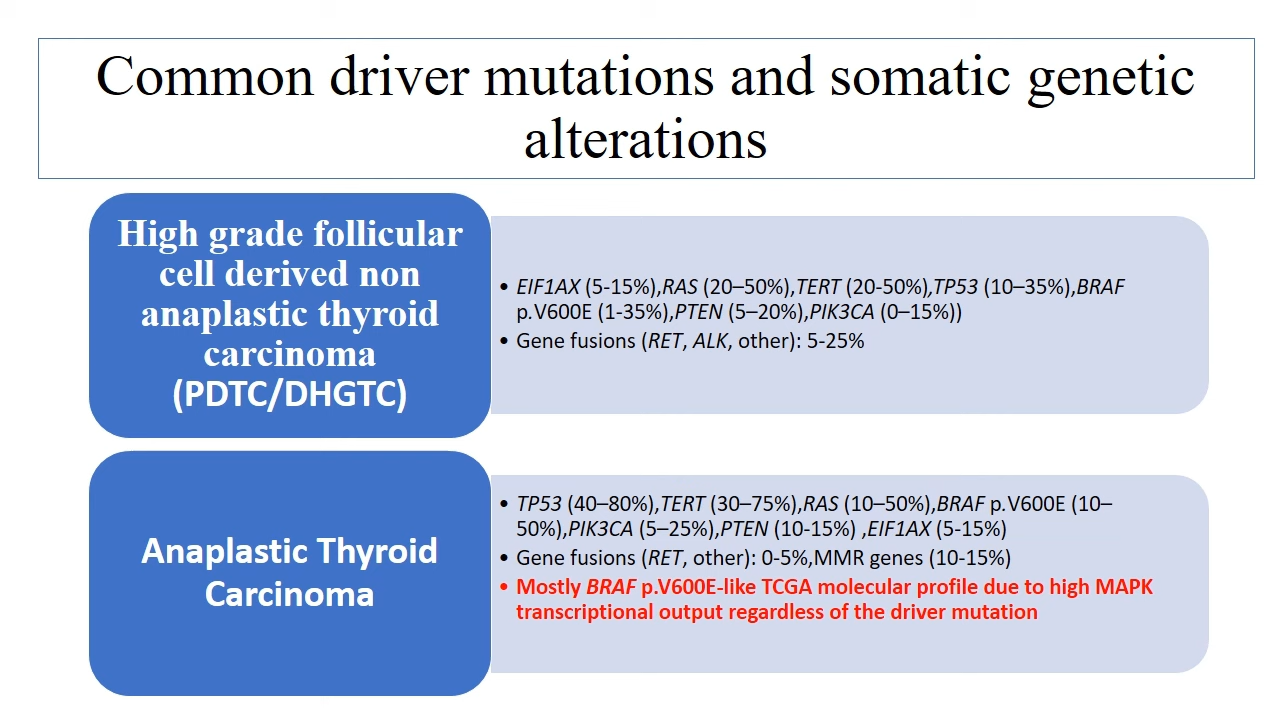 Common driver mutations and somatic genetic
alterations
High grade follicular
cell derived non
anaplastic thyroid
carcinoma
(PDTC/DHGTC)
• EIF1AX (5-15%),RAS (20–50%),TERT (20-50%),TP53 (10–35%),BRAF
p.V600E (1-35%),PTEN (5–20%),PIK3CA (0–15%))
• Gene fusions (RET, ALK, other): 5-25%
Anaplastic Thyroid
Carcinoma
• TP53 (40–80%),TERT (30–75%),RAS (10–50%),BRAF p.V600E (10–
50%),PIK3CA (5–25%),PTEN (10-15%) ,EIF1AX (5-15%)
• Gene fusions (RET, other): 0-5%,MMR genes (10-15%)
• Mostly BRAF p.V600E-like TCGA molecular profile due to high MAPK
transcriptional output regardless of the driver mutation